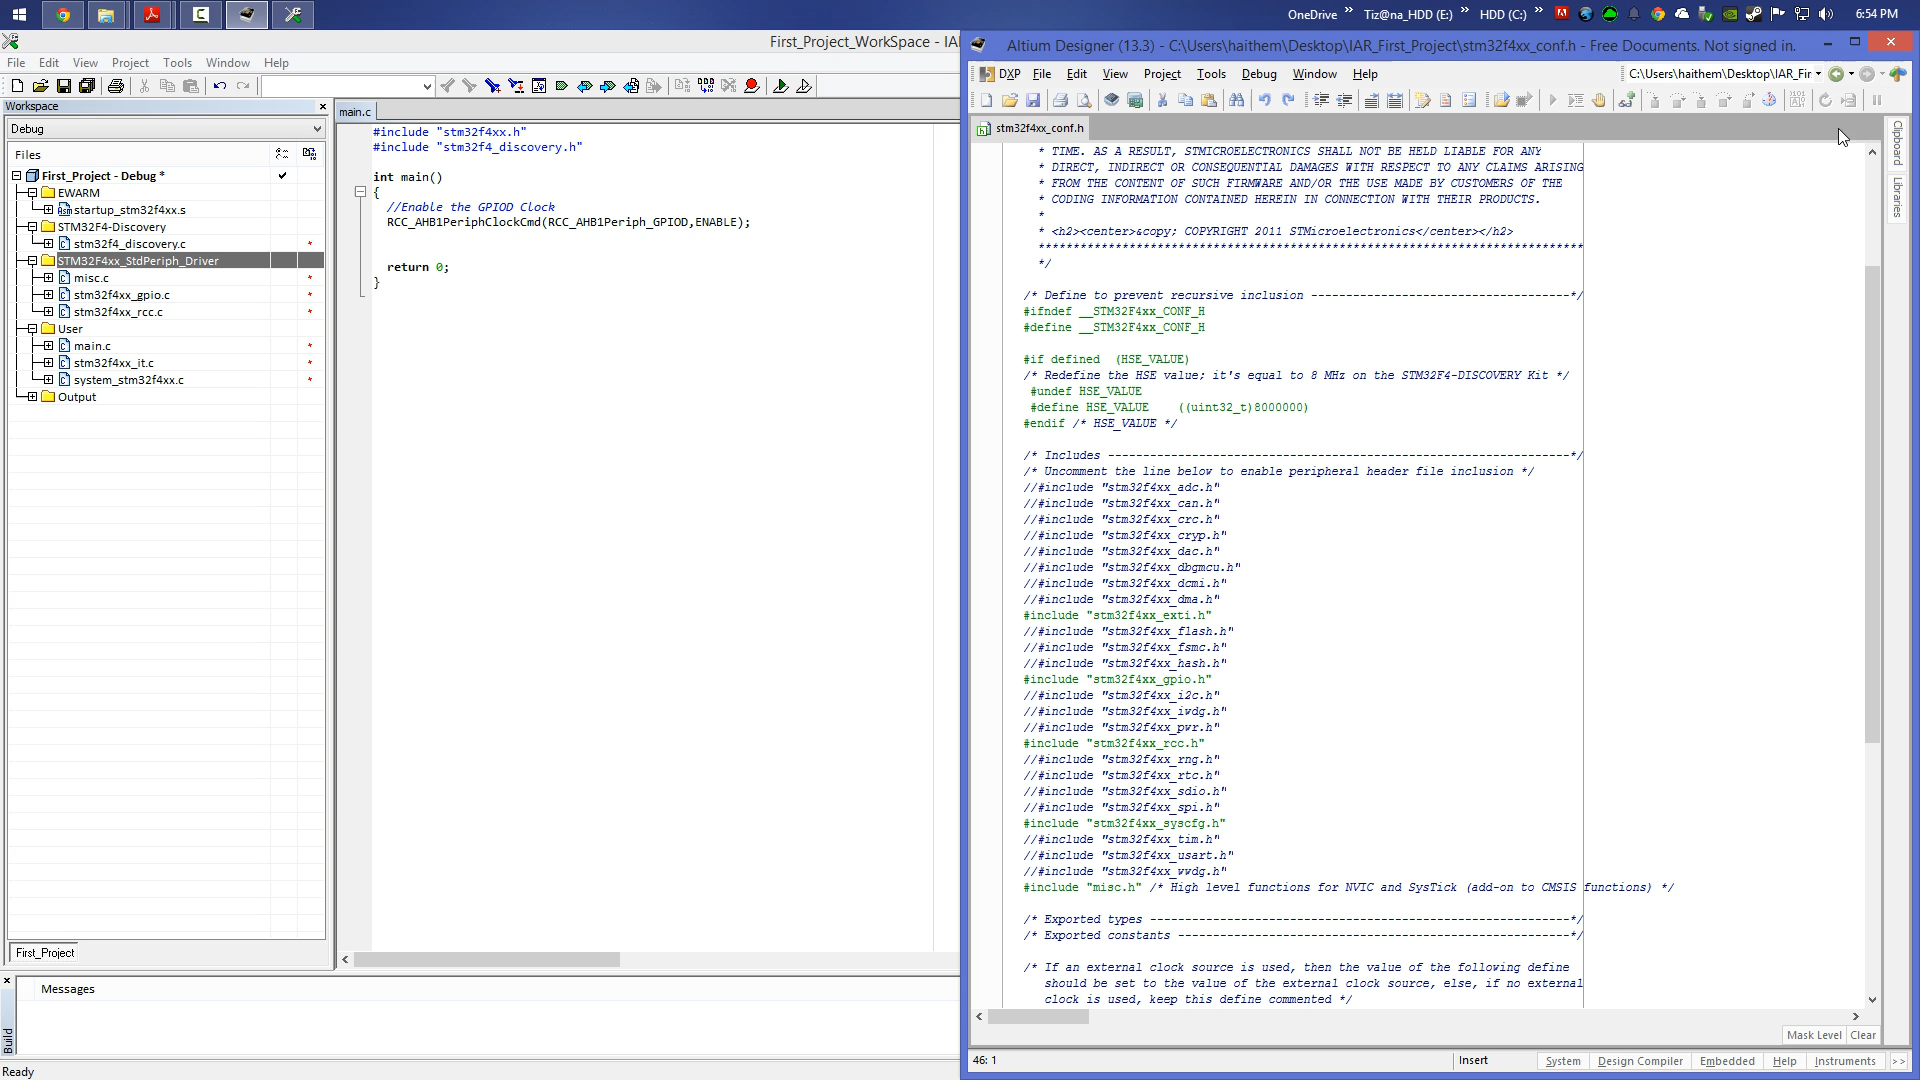 OneDrive
Tiz@na_HDD (E:)
HDD (C:)
6:54 PM
First_Project_WorkSpace - IA
File Edit View Project Tools Window Help
Workspace
Debug
Files
First_Project - Debug *
EWARM
startup_stm32f4xx.s
STM32F4-Discovery
stm32f4_discovery.c
STM32F4xx_StdPeriph_Driver
misc.c
stm32f4xx_gpio.c
stm32f4xx_rcc.c
User
main.c
stm32f4xx_it.c
system_stm32f4xx.c
Output
First_Project
main.c
#include "stm32f4xx.h"
#include "stm32f4_discovery.h"
int main()
{
//Enable the GPIOD Clock
RCC_AHB1PeriphClockCmd(RCC_AHB1Periph_GPIOD,ENABLE);
return 0;
}
Messages
Build
Ready
Altium Designer (13.3) - C:\Users\haithem\Desktop\IAR_First_Project\stm32f4xx_conf.h - Free Documents. Not signed in.
DXP File Edit View Project Tools Debug Window Help
C:\Users\haithem\Desktop\IAR_Fir
stm32f4xx_conf.h
* TIME. AS A RESULT, STMICROELECTRONICS SHALL NOT BE HELD LIABLE FOR ANY
* DIRECT, INDIRECT OR CONSEQUENTIAL DAMAGES WITH RESPECT TO ANY CLAIMS ARISING
* FROM THE CONTENT OF SUCH FIRMWARE AND/OR THE USE MADE BY CUSTOMERS OF THE
* CODING INFORMATION CONTAINED HEREIN IN CONNECTION WITH THEIR PRODUCTS.
*
* <h2><center>&copy; COPYRIGHT 2011 STMicroelectronics</center></h2>
******************************************************************************
*/
/* Define to prevent recursive inclusion -------------------------------------*/
#ifndef __STM32F4xx_CONF_H
#define __STM32F4xx_CONF_H
#if defined  (HSE_VALUE)
/* Redefine the HSE value; it's equal to 8 MHz on the STM32F4-DISCOVERY Kit */
#undef HSE_VALUE
#define HSE_VALUE    ((uint32_t)8000000)
#endif /* HSE_VALUE */
/* Includes ------------------------------------------------------------------*/
/* Uncomment the line below to enable peripheral header file inclusion */
//#include "stm32f4xx_adc.h"
//#include "stm32f4xx_can.h"
//#include "stm32f4xx_crc.h"
//#include "stm32f4xx_cryp.h"
//#include "stm32f4xx_dac.h"
//#include "stm32f4xx_dbgmcu.h"
//#include "stm32f4xx_dcmi.h"
//#include "stm32f4xx_dma.h"
#include "stm32f4xx_exti.h"
//#include "stm32f4xx_flash.h"
//#include "stm32f4xx_fsmc.h"
//#include "stm32f4xx_hash.h"
#include "stm32f4xx_gpio.h"
//#include "stm32f4xx_i2c.h"
//#include "stm32f4xx_iwdg.h"
//#include "stm32f4xx_pwr.h"
#include "stm32f4xx_rcc.h"
//#include "stm32f4xx_rng.h"
//#include "stm32f4xx_rtc.h"
//#include "stm32f4xx_sdio.h"
//#include "stm32f4xx_spi.h"
#include "stm32f4xx_syscfg.h"
//#include "stm32f4xx_tim.h"
//#include "stm32f4xx_usart.h"
//#include "stm32f4xx_wwdg.h"
#include "misc.h" /* High level functions for NVIC and SysTick (add-on to CMSIS functions) */
/* Exported types ------------------------------------------------------------*/
/* Exported constants --------------------------------------------------------*/
/* If an external clock source is used, then the value of the following define
should be set to the value of the external clock source, else, if no external
clock is used, keep this define commented */
Clipboard
Libraries
Mask Level Clear
46: 1
Insert
System Design Compiler Embedded Help Instruments >>